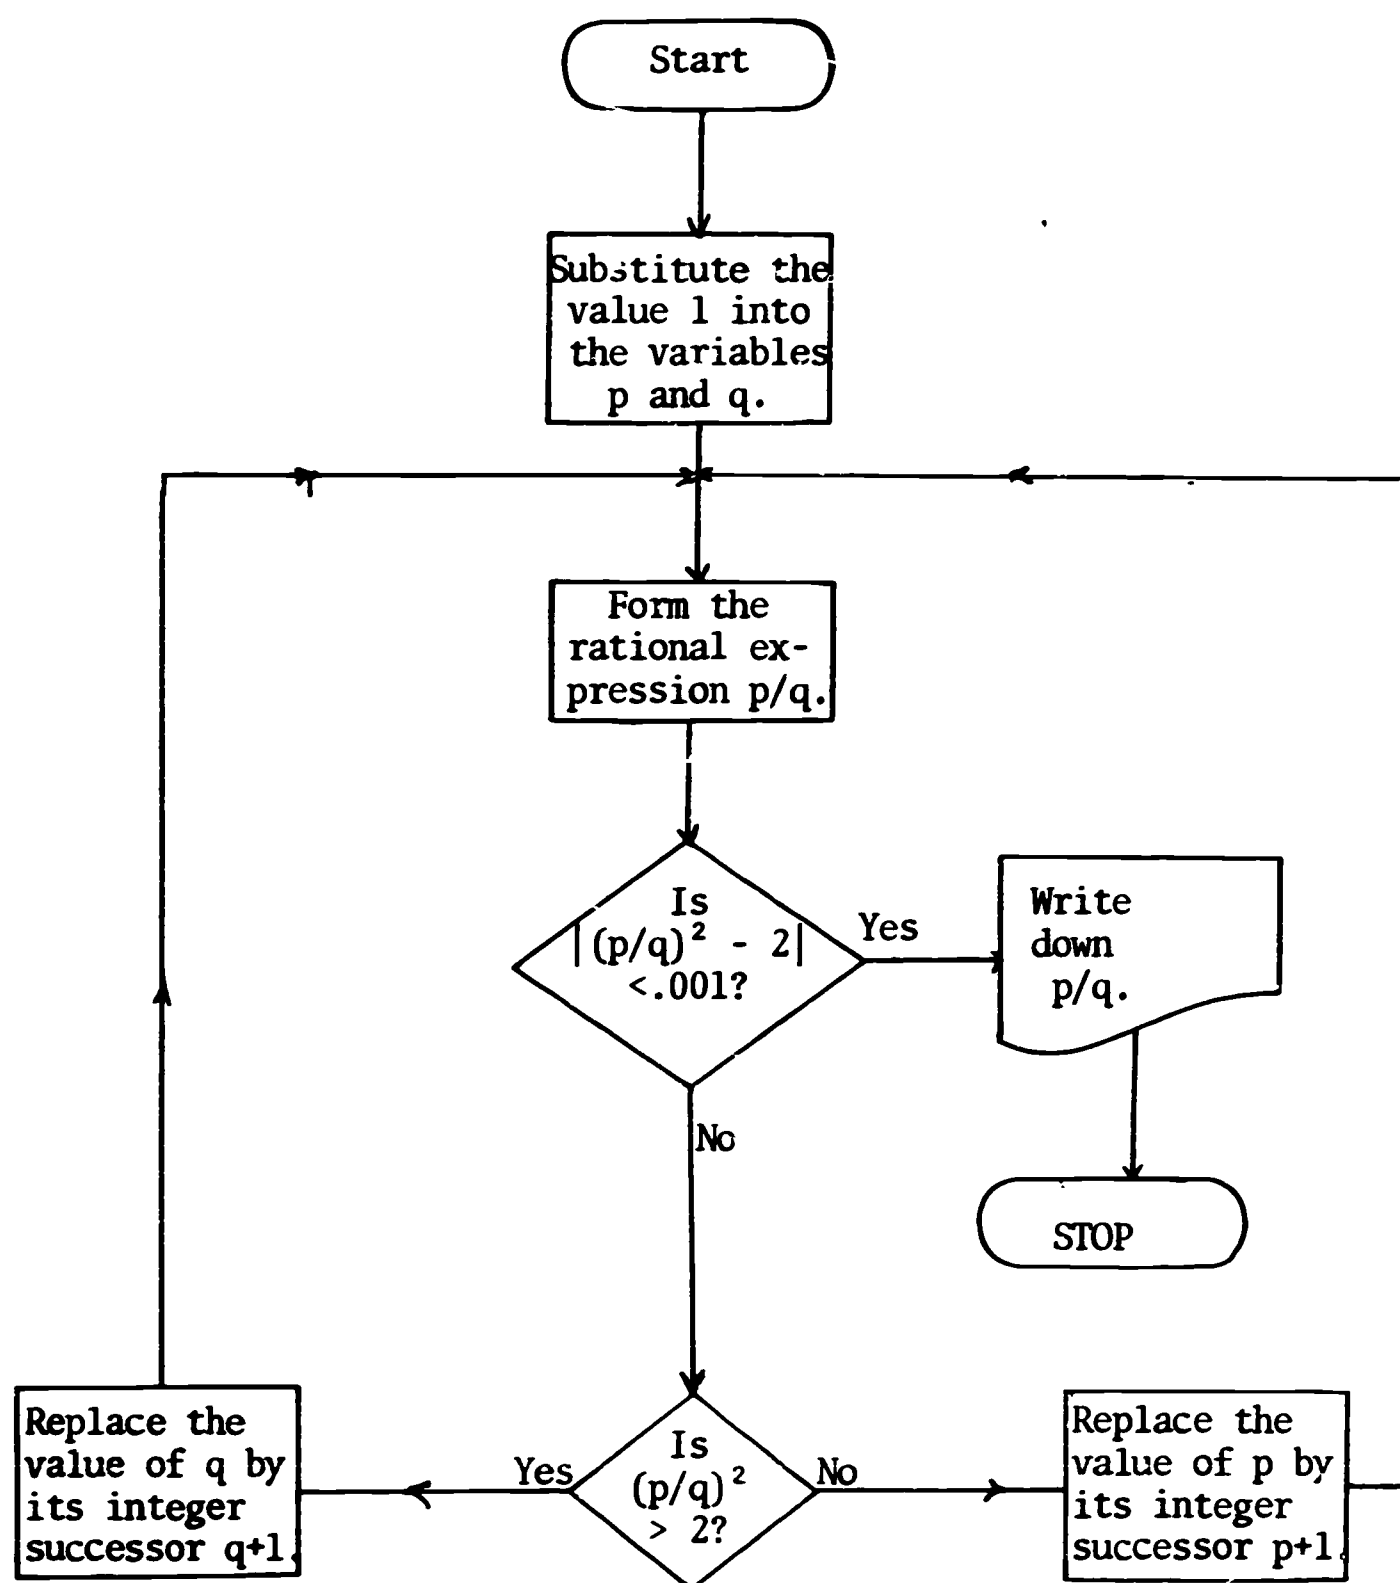 Start
Substitute the
value 1 into
the variables
p and q.
Form the
rational ex-
pression p/q.
Is
|(p/q)² - 2|
<.001?
Yes
Write
down
p/q.
No
STOP
Replace the
value of q by
its integer
successor q+1.
Yes
Is
(p/q)²
> 2?
No
Replace the
value of p by
its integer
successor p+1.